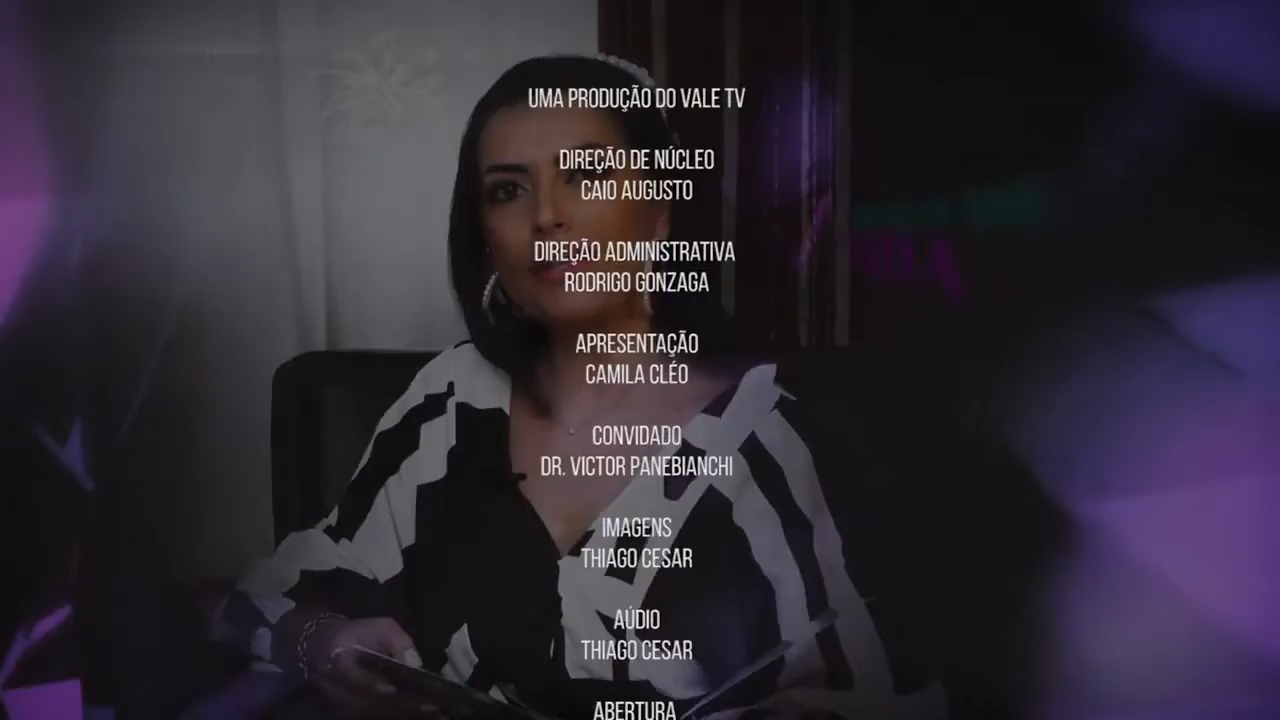 UMA PRODUÇÃO DO VALE TV
DIREÇÃO DE NÚCLEO
CAIO AUGUSTO
DIREÇÃO ADMINISTRATIVA
RODRIGO GONZAGA
APRESENTAÇÃO
CAMILA CLÉO
CONVIDADO
DR. VICTOR PANEBIANCHI
IMAGENS
THIAGO CESAR
AÚDIO
THIAGO CESAR
ABERTURA